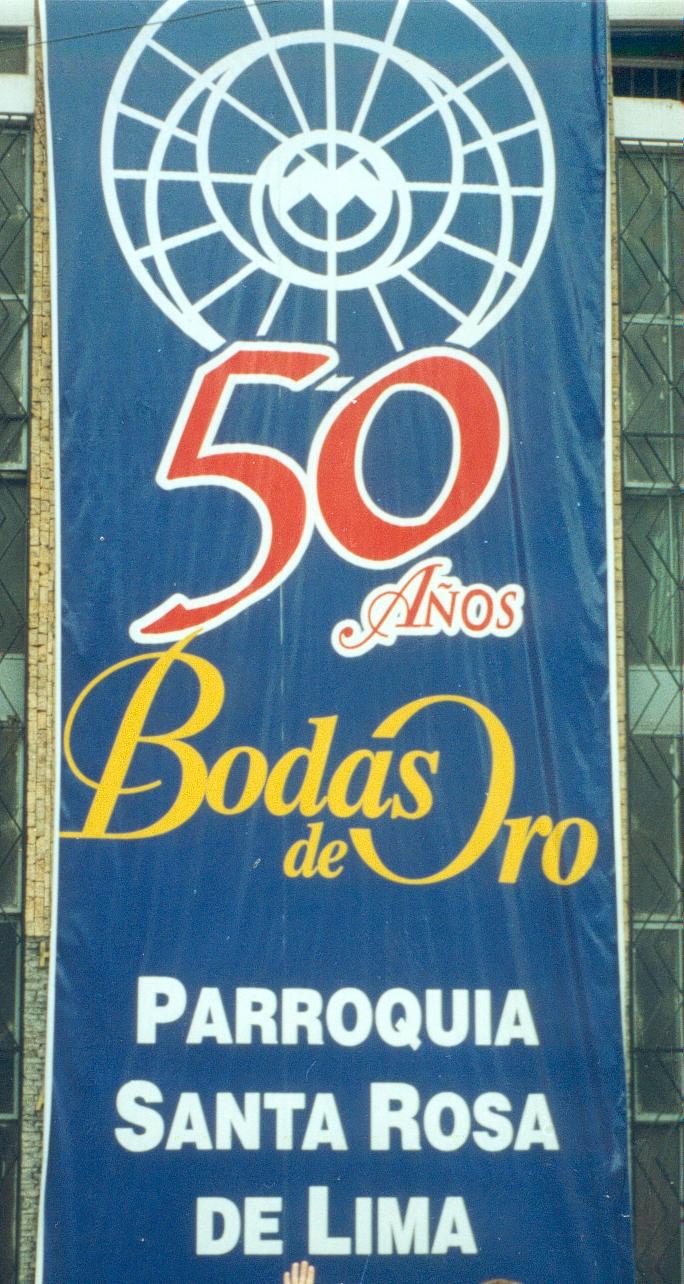 50
AÑOS
Bodas
de Oro
PARROQUIA
SANTA ROSA
DE LIMA